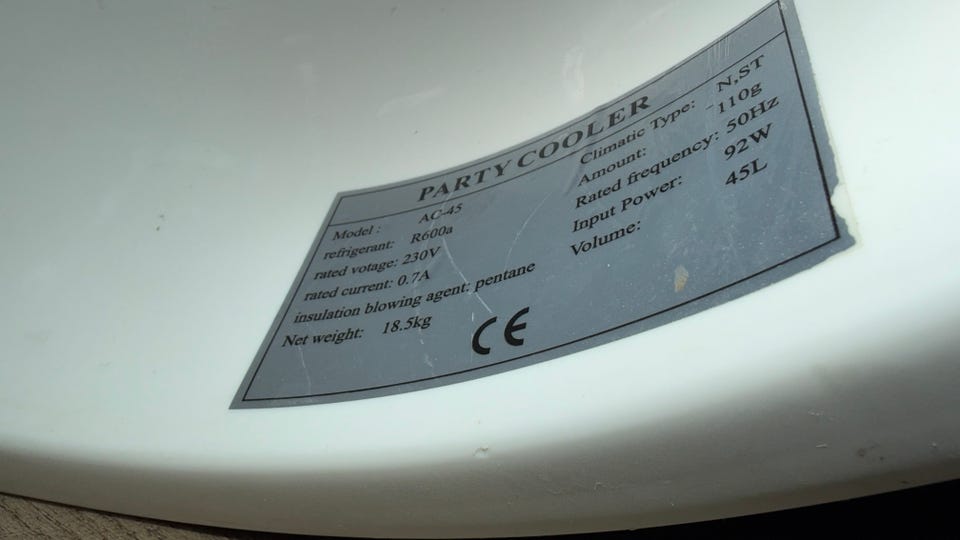 PARTY COOLER
Model : AC-45
refrigerant: R600a
rated votage: 230V
rated current: 0.7A
insulation blowing agent: pentane
Net weight: 18.5kg
Climatic Type: N,ST
Amount: 110g
Rated frequency: 50Hz
Input Power: 92W
Volume: 45L
CE